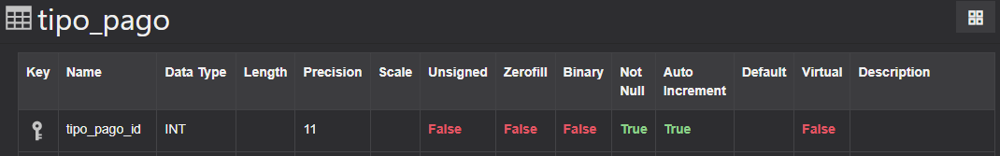 tipo_pago
Key Name Data Type Length Precision Scale Unsigned Zerofill Binary Not Null Auto Increment Default Virtual Description
tipo_pago_id INT 11 False False False True True False